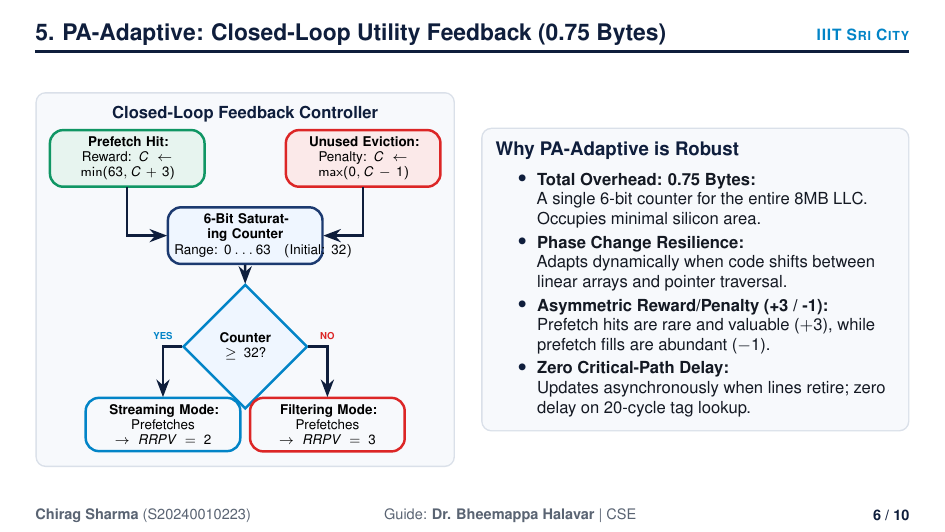 5. PA-Adaptive: Closed-Loop Utility Feedback (0.75 Bytes)
IIIT SRI CITY
Closed-Loop Feedback Controller
Prefetch Hit:
Reward: C ←
min(63, C + 3)
Unused Eviction:
Penalty: C ←
max(0, C − 1)
6-Bit Saturat-
ing Counter
Range: 0 . . . 63 (Initial: 32)
Counter
≥ 32?
YES
NO
Streaming Mode:
Prefetches
→ RRPV = 2
Filtering Mode:
Prefetches
→ RRPV = 3
Why PA-Adaptive is Robust
• Total Overhead: 0.75 Bytes:
A single 6-bit counter for the entire 8MB LLC.
Occupies minimal silicon area.
• Phase Change Resilience:
Adapts dynamically when code shifts between
linear arrays and pointer traversal.
• Asymmetric Reward/Penalty (+3 / -1):
Prefetch hits are rare and valuable (+3), while
prefetch fills are abundant (−1).
• Zero Critical-Path Delay:
Updates asynchronously when lines retire; zero
delay on 20-cycle tag lookup.
Chirag Sharma (S20240010223)
Guide: Dr. Bheemappa Halavar | CSE
6 / 10